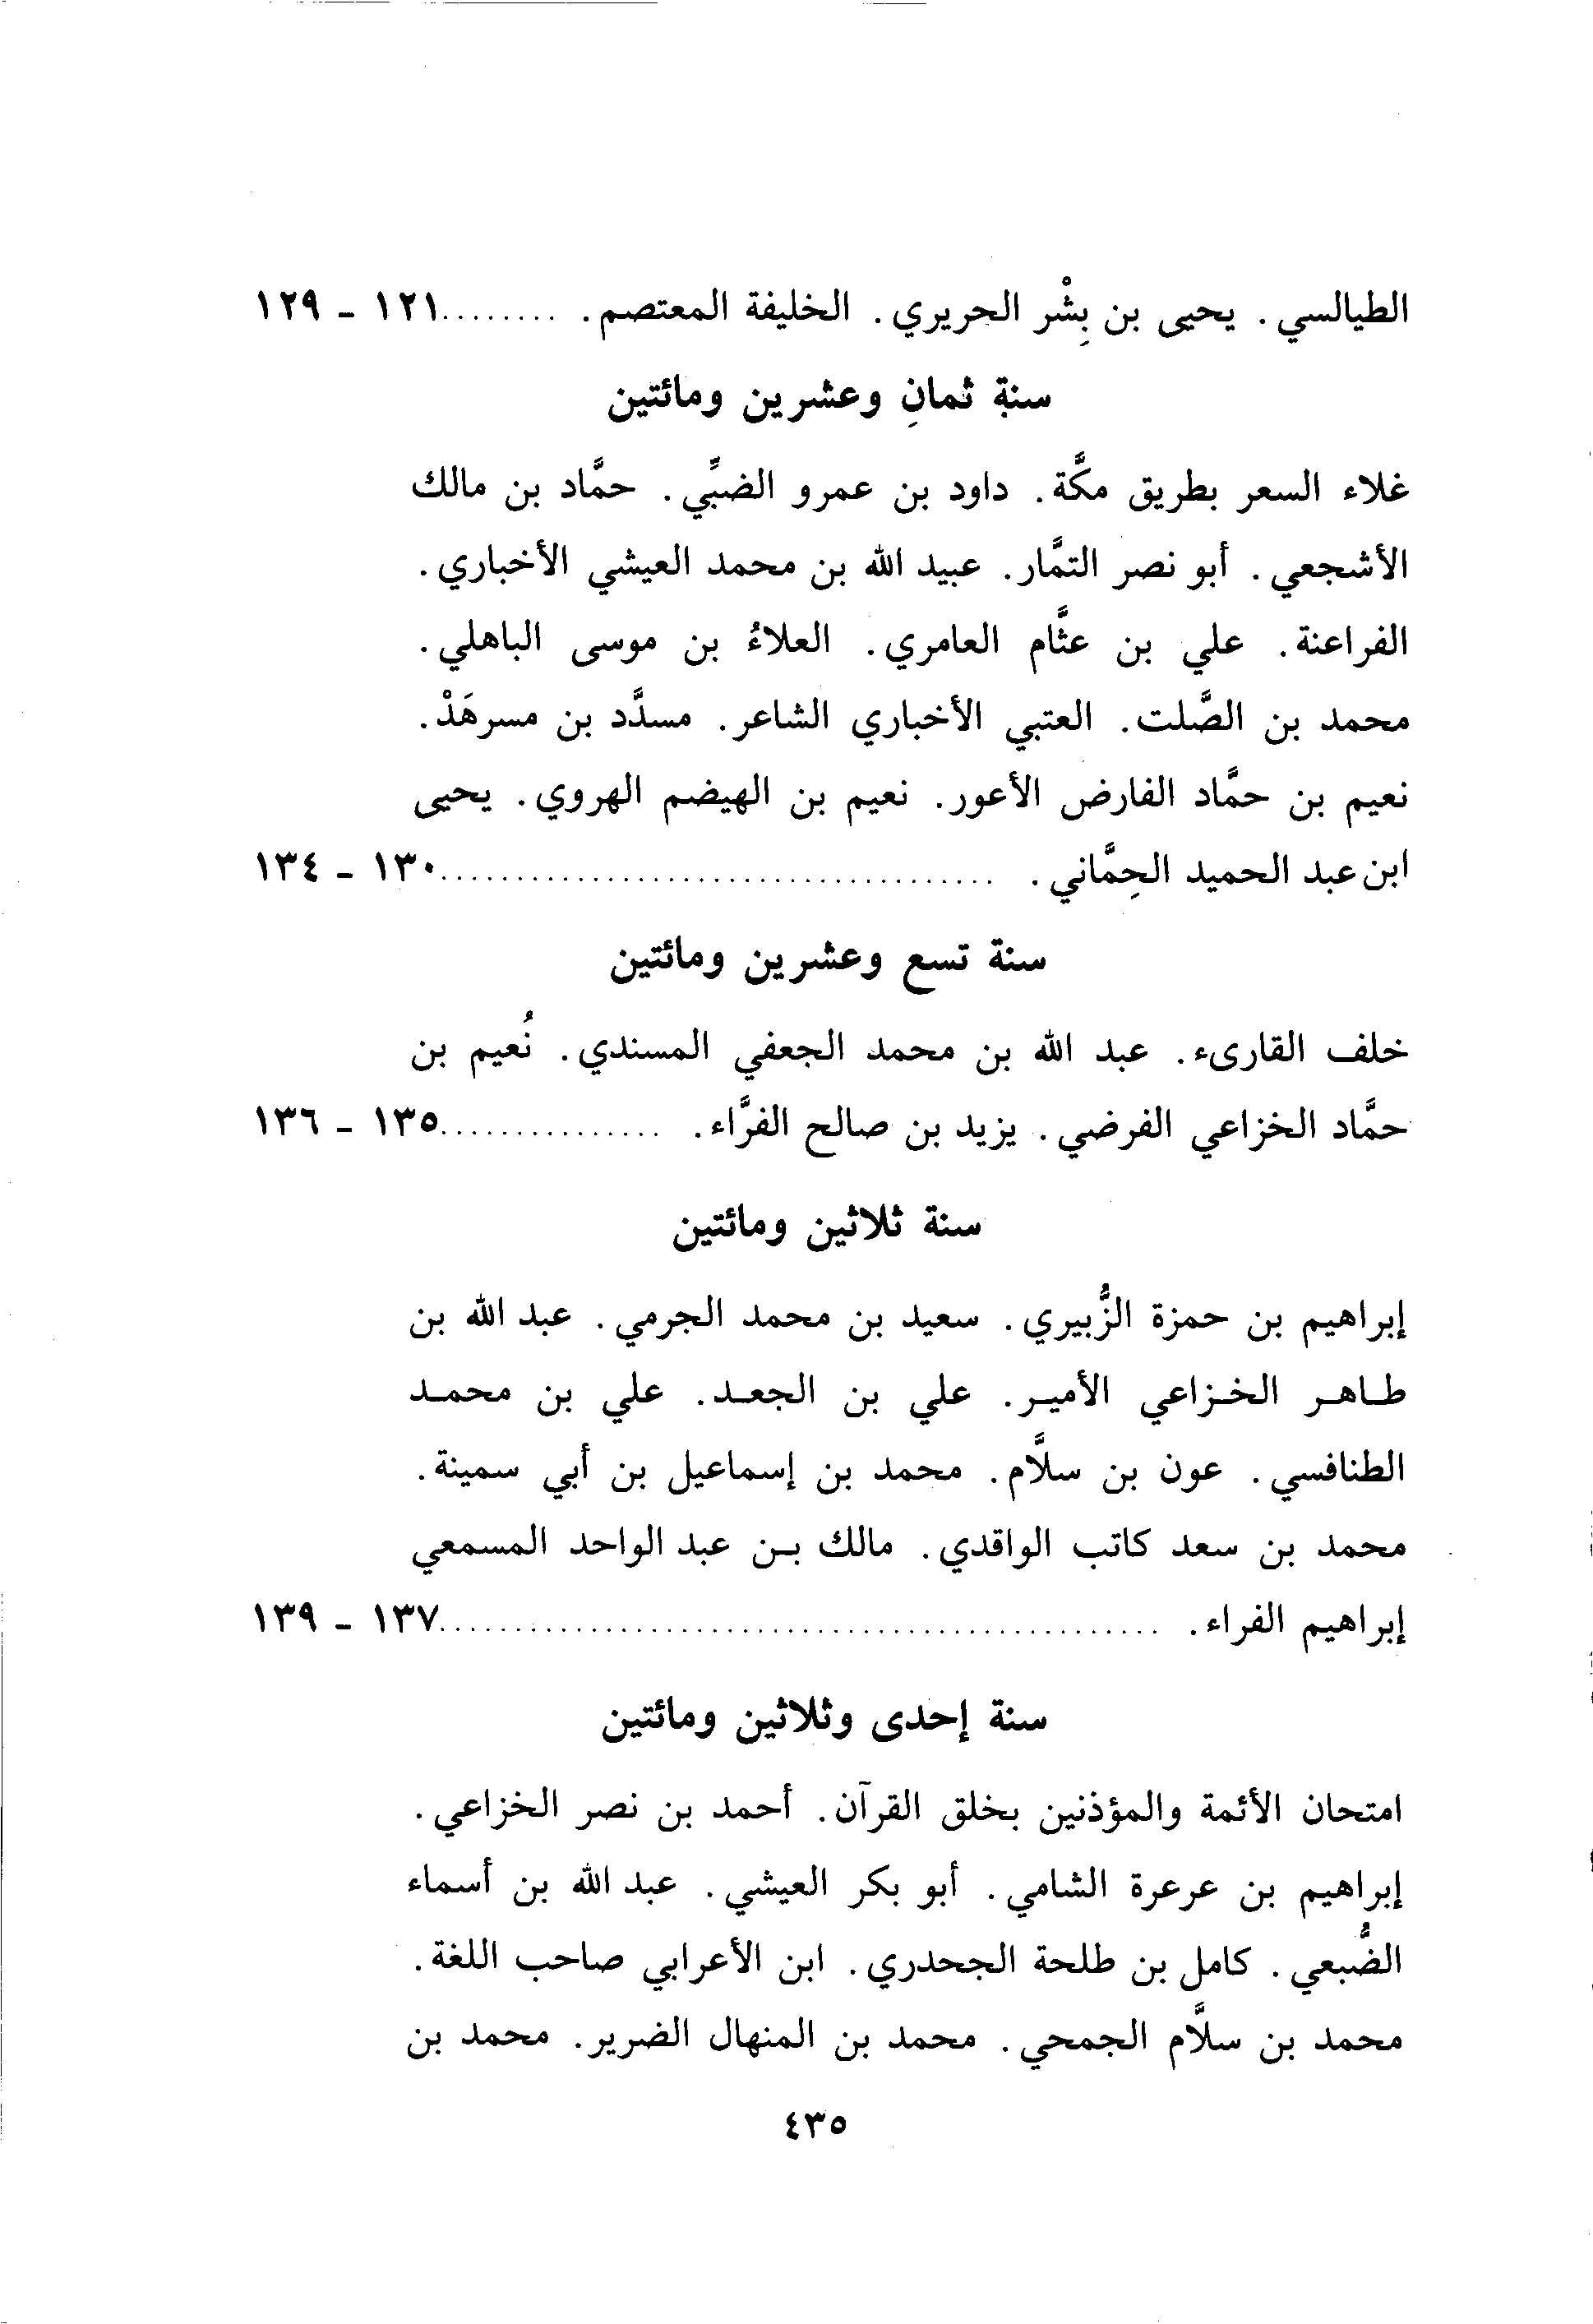 الطيالسي. يحيى بن بِشْر الحريري. الخليفة المعتصم. ......... ١٢١ - ١٢٩
سنة ثمانِ وعشرين ومائتين
غلاء السعر بطريق مكَّة. داود بن عمرو الضبِّي. حمَّاد بن مالك
الأشجعي. أبو نصر التمَّار. عبيد الله بن محمد العيشي الأخباري.
الفراعنة. علي بن عثَّام العامري. العلاءُ بن موسى الباهلي.
محمد بن الصَّلت. العتبي الأخباري الشاعر. مسدَّد بن مسرهَدْ.
نعيم بن حمَّاد الفارض الأعور. نعيم بن الهيضم الهروي. يحيى
ابن عبد الحميد الحِمَّاني. ...................................... ١٣٠ - ١٣٤
سنة تسع وعشرين ومائتين
خلف القارىء. عبد الله بن محمد الجعفي المسندي. نُعيم بن
حمَّاد الخزاعي الفرضي. يزيد بن صالح الفرَّاء. ............... ١٣٥ - ١٣٦
سنة ثلاثين ومائتين
إبراهيم بن حمزة الزُّبيري. سعيد بن محمد الجرمي. عبد الله بن
طاهر الخزاعي الأمير. علي بن الجعد. علي بن محمد
الطنافسي. عون بن سلاَّم. محمد بن إسماعيل بن أبي سمينة.
محمد بن سعد كاتب الواقدي. مالك بن عبد الواحد المسمعي
إبراهيم الفراء. ................................................. ١٣٧ - ١٣٩
سنة إحدى وثلاثين ومائتين
امتحان الأئمة والمؤذنين بخلق القرآن. أحمد بن نصر الخزاعي.
إبراهيم بن عرعرة الشامي. أبو بكر العيشي. عبد الله بن أسماء
الضُّبعي. كامل بن طلحة الجحدري. ابن الأعرابي صاحب اللغة.
محمد بن سلاَّم الجمحي. محمد بن المنهال الضرير. محمد بن
٤٣٥